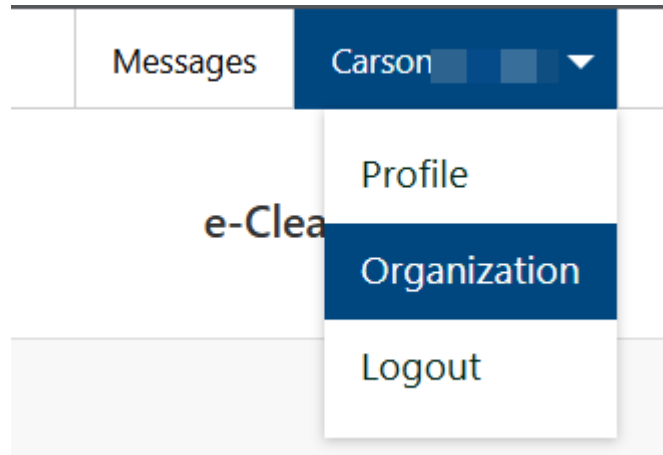 Messages
Carson
Profile
e-Clea
Organization
Logout